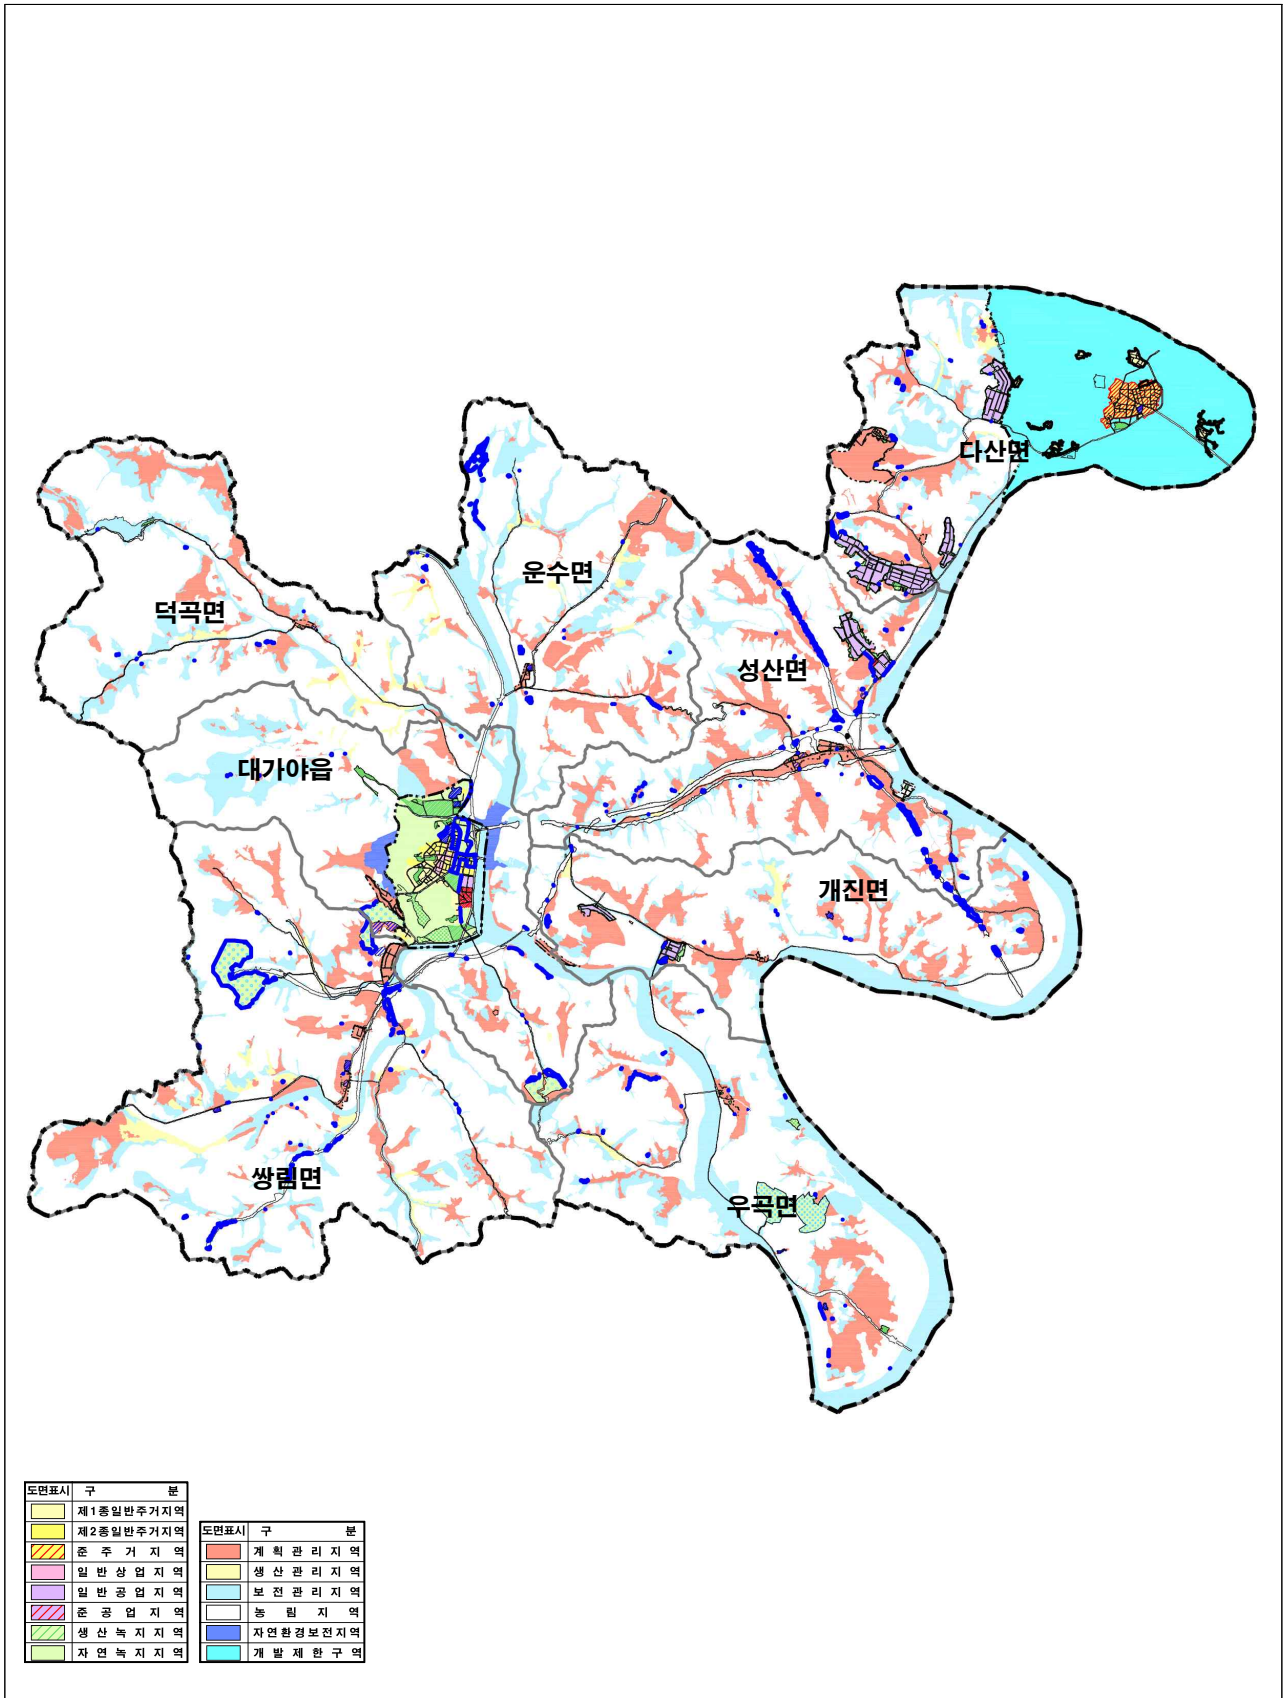 다산면
운수면
덕곡면
성산면
대가야읍
개진면
쌍림면
우곡면
도면표시 구 분
제1종일반주거지역
제2종일반주거지역
준 주 거 지 역
일 반 상 업 지 역
일 반 공 업 지 역
준 공 업 지 역
생 산 녹 지 지 역
자 연 녹 지 지 역
도면표시 구 분
계 획 관 리 지 역
생 산 관 리 지 역
보 전 관 리 지 역
농 림 지 역
자연환경보전지역
개 발 제 한 구 역